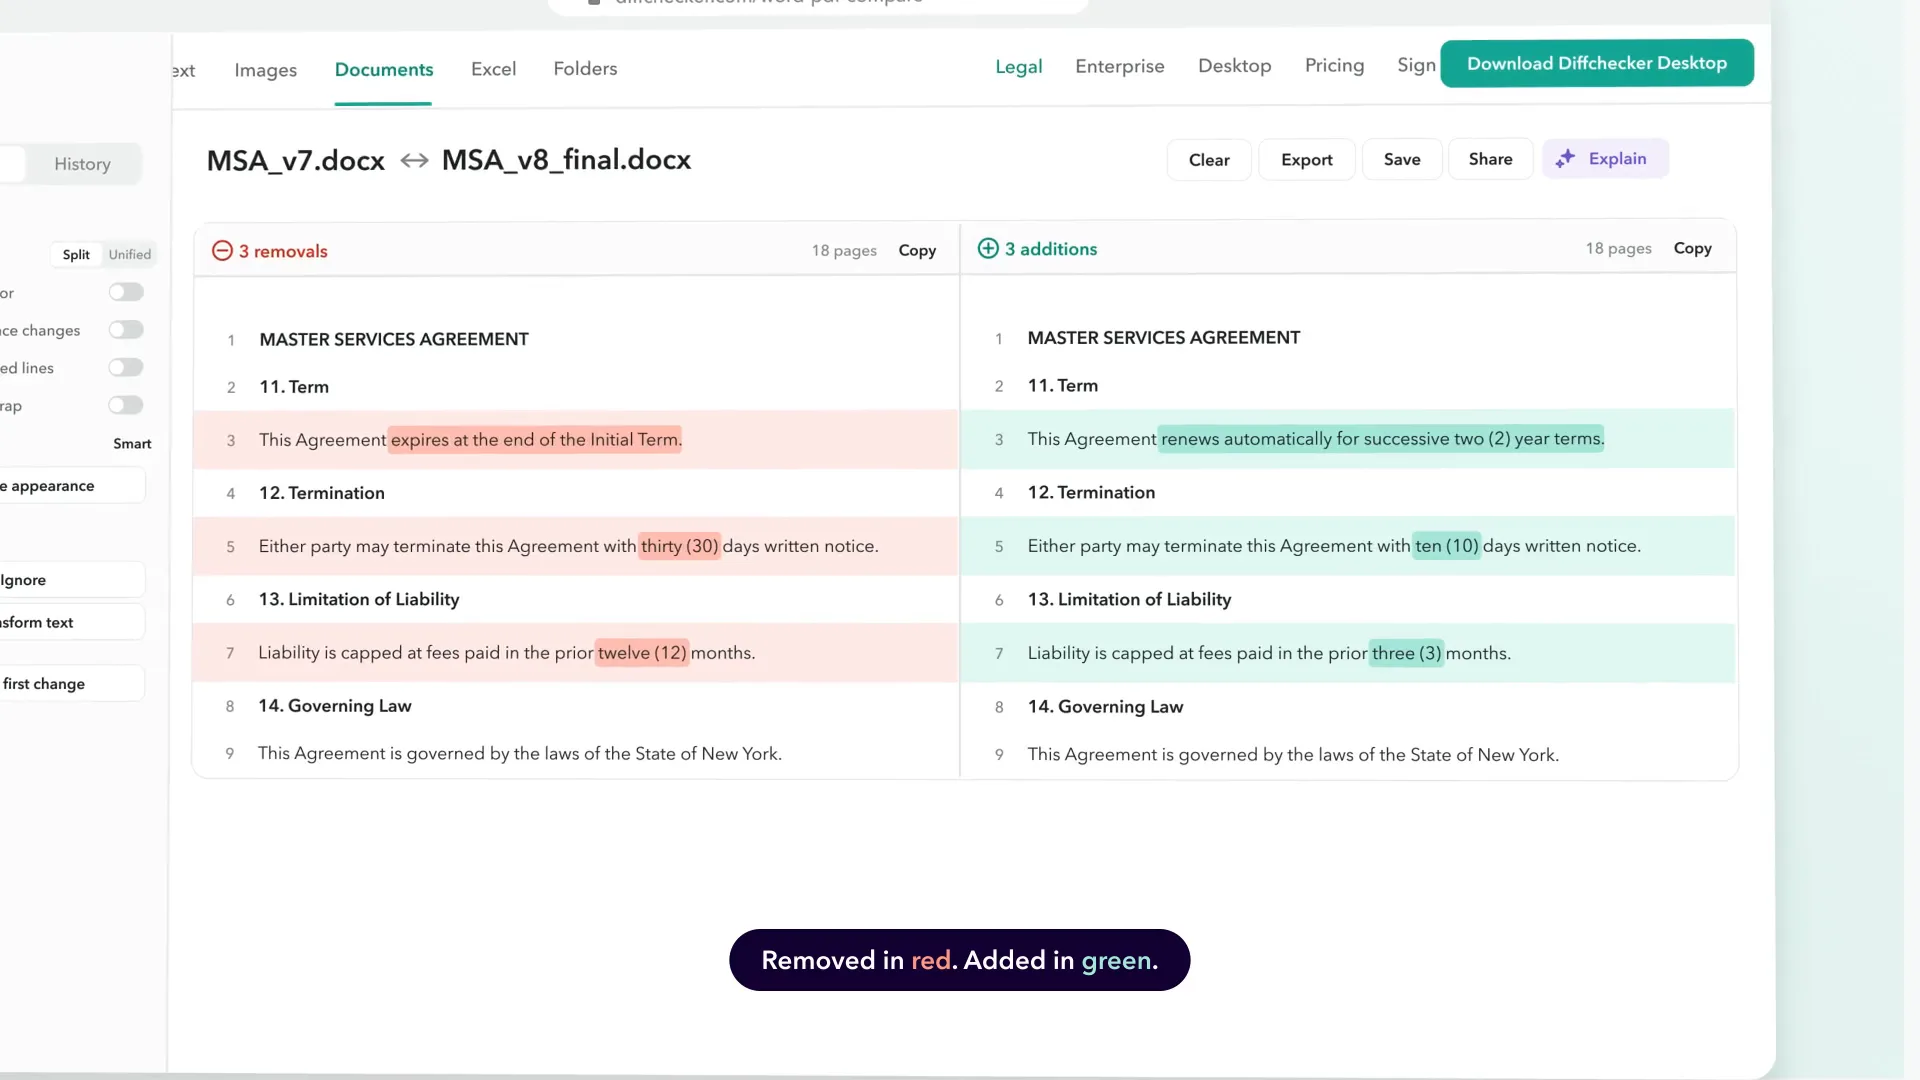 Images Documents Excel Folders Legal Enterprise Desktop Pricing Sign Download Diffchecker Desktop
History
MSA_v7.docx ↔ MSA_v8_final.docx
Clear Export Save Share Explain
Split Unified
3 removals 18 pages Copy
3 additions 18 pages Copy
changes
lines
Smart
appearance
Ignore
text
first change
1 MASTER SERVICES AGREEMENT
2 11. Term
3 This Agreement expires at the end of the Initial Term.
4 12. Termination
5 Either party may terminate this Agreement with thirty (30) days written notice.
6 13. Limitation of Liability
7 Liability is capped at fees paid in the prior twelve (12) months.
8 14. Governing Law
9 This Agreement is governed by the laws of the State of New York.
1 MASTER SERVICES AGREEMENT
2 11. Term
3 This Agreement renews automatically for successive two (2) year terms.
4 12. Termination
5 Either party may terminate this Agreement with ten (10) days written notice.
6 13. Limitation of Liability
7 Liability is capped at fees paid in the prior three (3) months.
8 14. Governing Law
9 This Agreement is governed by the laws of the State of New York.
Removed in red. Added in green.